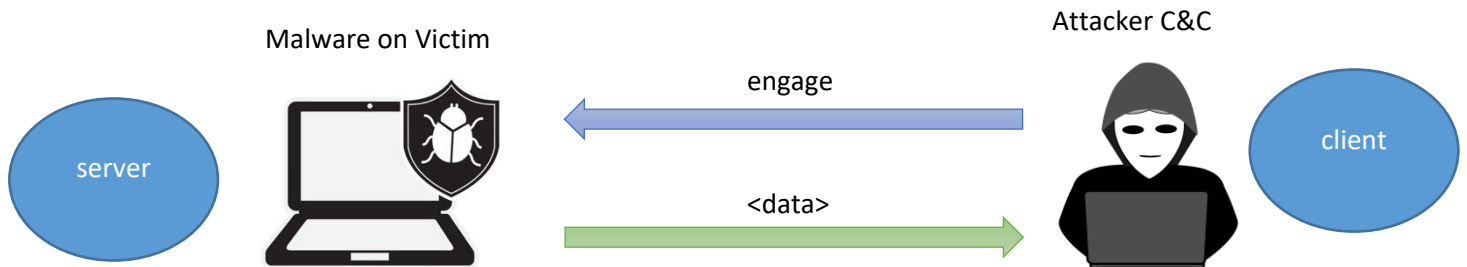 Attacker C&C
Malware on Victim
engage
server
client
<data>